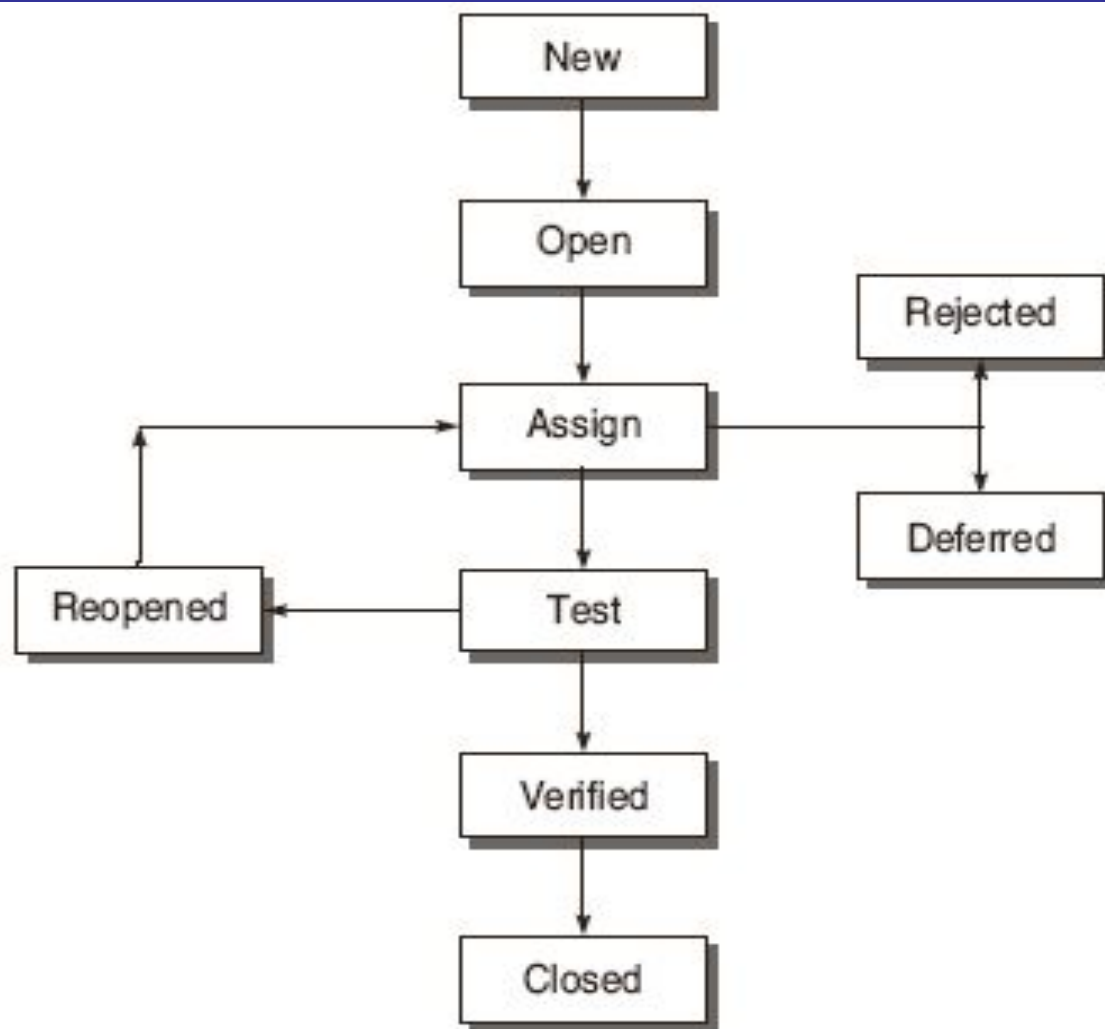 New
Open
Rejected
Assign
Deferred
Reopened
Test
Verified
Closed